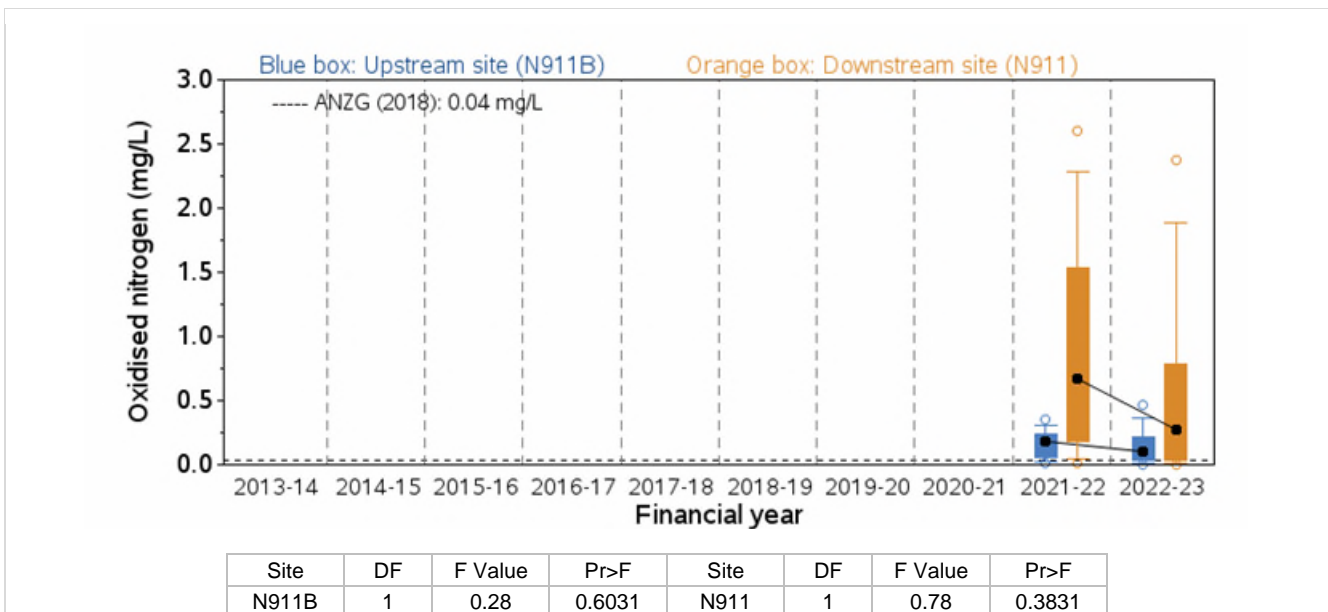 Blue box: Upstream site (N911B) Orange box: Downstream site (N911)
----- ANZG (2018): 0.04 mg/L
Oxidised nitrogen (mg/L)
3.0
2.5
2.0
1.5
1.0
0.5
0.0
2013-14 2014-15 2015-16 2016-17 2017-18 2018-19 2019-20 2020-21 2021-22 2022-23
Financial year
Site DF F Value Pr>F Site DF F Value Pr>F
N911B 1 0.28 0.6031 N911 1 0.78 0.3831